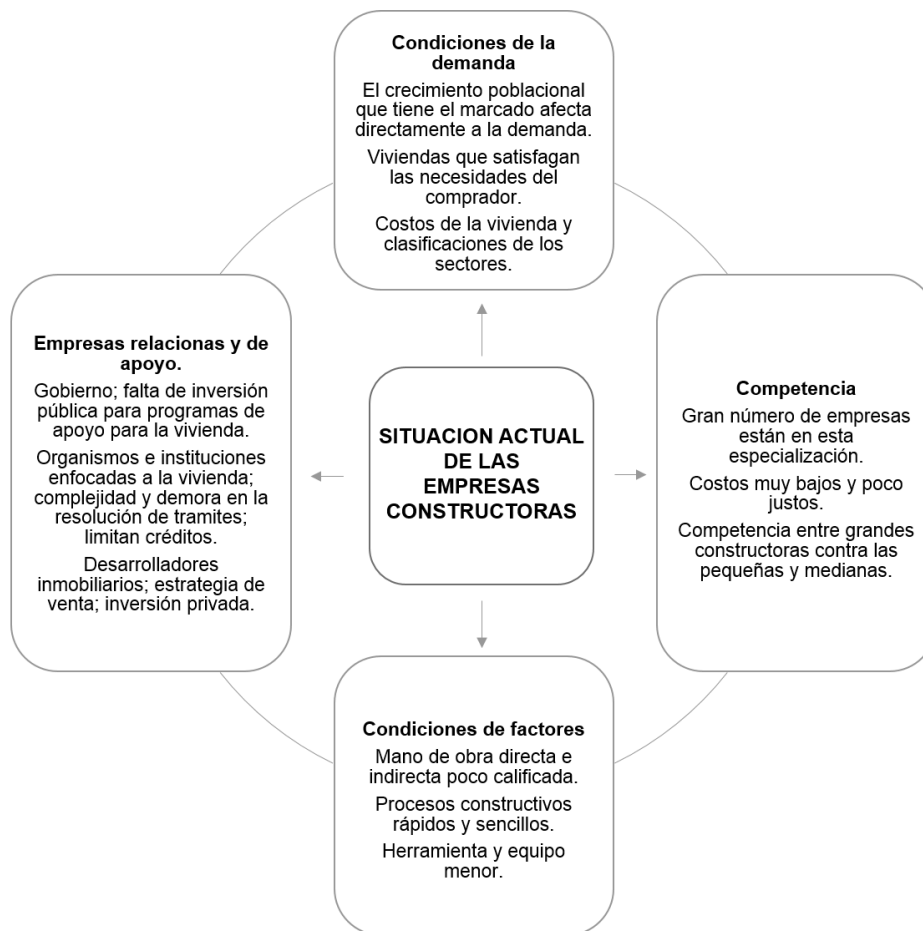 Condiciones de la
demanda
El crecimiento poblacional
que tiene el marcado afecta
directamente a la demanda.
Viviendas que satisfagan
las necesidades del
comprador.
Costos de la vivienda y
clasificaciones de los
sectores.
Empresas relacionas y de
apoyo.
Gobierno; falta de inversión
pública para programas de
apoyo para la vivienda.
Organismos e instituciones
enfocadas a la vivienda;
complejidad y demora en la
resolución de tramites;
limitan créditos.
Desarrolladores
inmobiliarios; estrategia de
venta; inversión privada.
SITUACION ACTUAL
DE LAS
EMPRESAS
CONSTRUCTORAS
Competencia
Gran número de empresas
están en esta
especialización.
Costos muy bajos y poco
justos.
Competencia entre grandes
constructoras contra las
pequeñas y medianas.
Condiciones de factores
Mano de obra directa e
indirecta poco calificada.
Procesos constructivos
rápidos y sencillos.
Herramienta y equipo
menor.